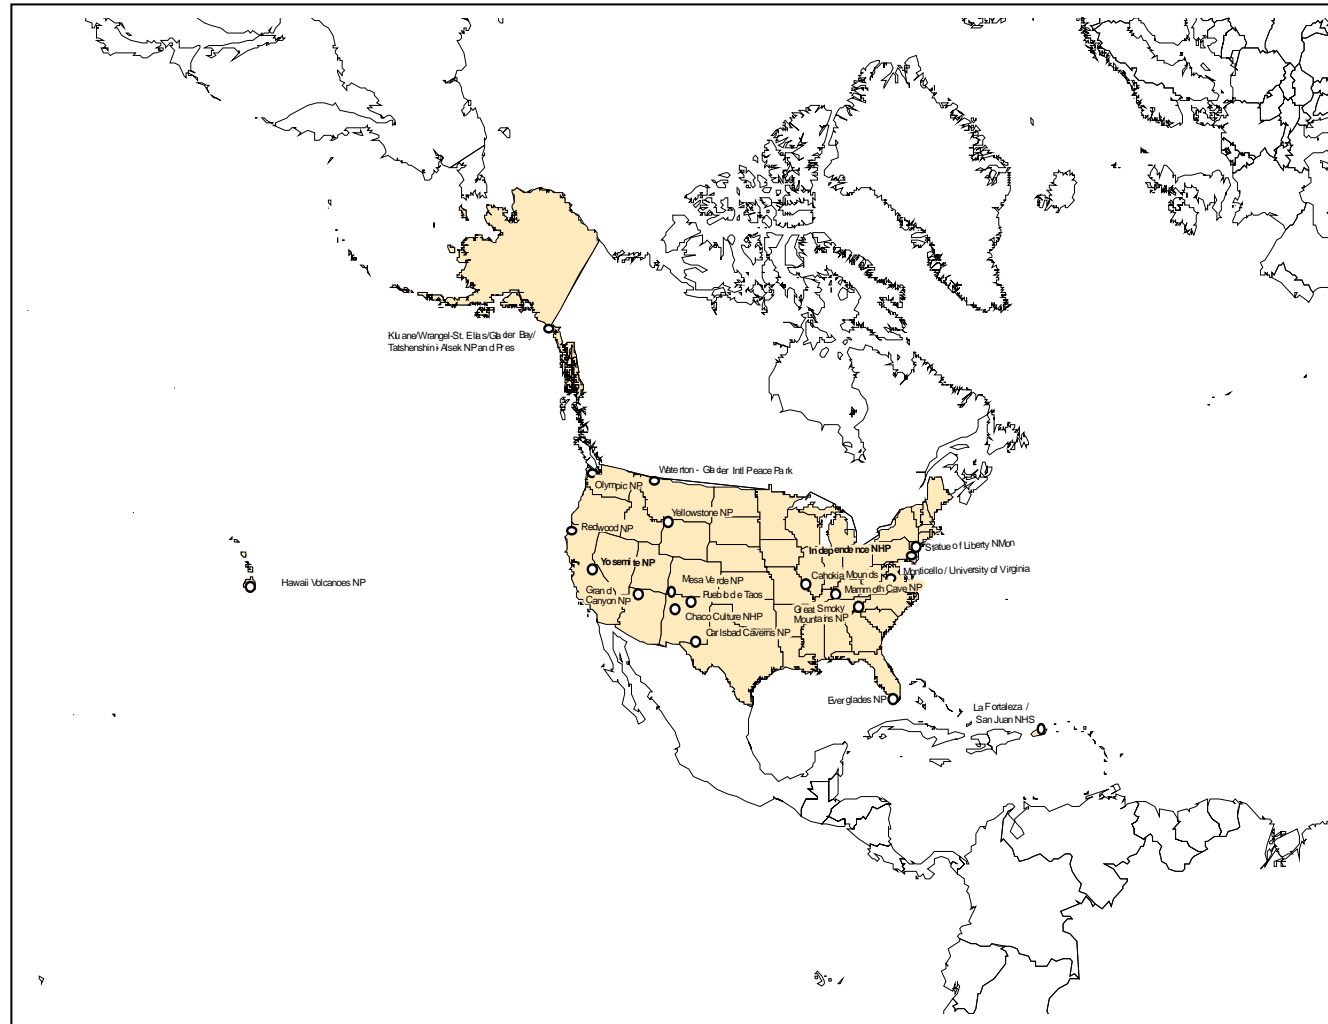 Kluane/Wrangel-St. Elias/Glacier Bay/
Tatshenshini-Alsek NP and Pres
Waterton - Glacier Intl Peace Park
Olympic NP
Yellowstone NP
Redwood NP
Statue of Liberty NMon
Independence NHP
Yosemite NP
Monticello / University of Virginia
Cahokia Mounds
Mesa Verde NP
Hawaii Volcanoes NP
Mammoth Cave NP
Grand
Canyon NP
Pueblo de Taos
Great Smoky
Mountains NP
Chaco Culture NHP
Carlsbad Caverns NP
Everglades NP
La Fortaleza /
San Juan NHS